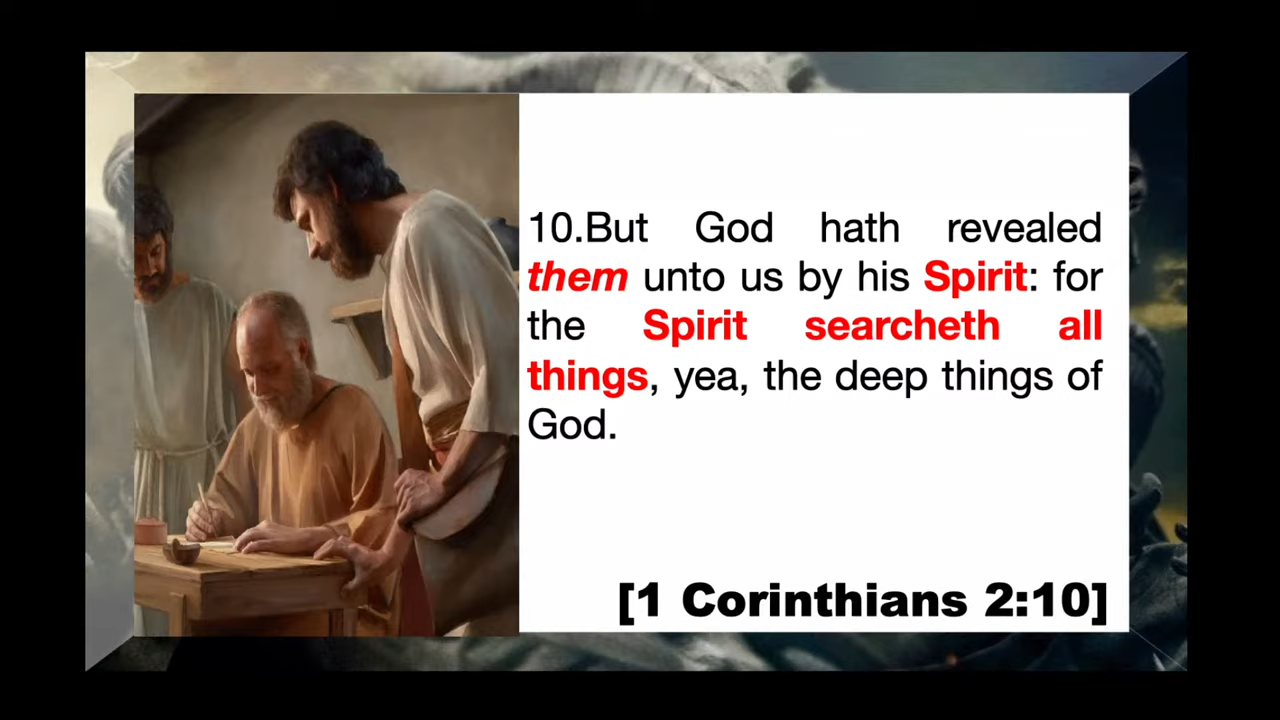 10.But God hath revealed
them unto us by his Spirit: for
the Spirit searcheth all
things, yea, the deep things of
God.
[1 Corinthians 2:10]